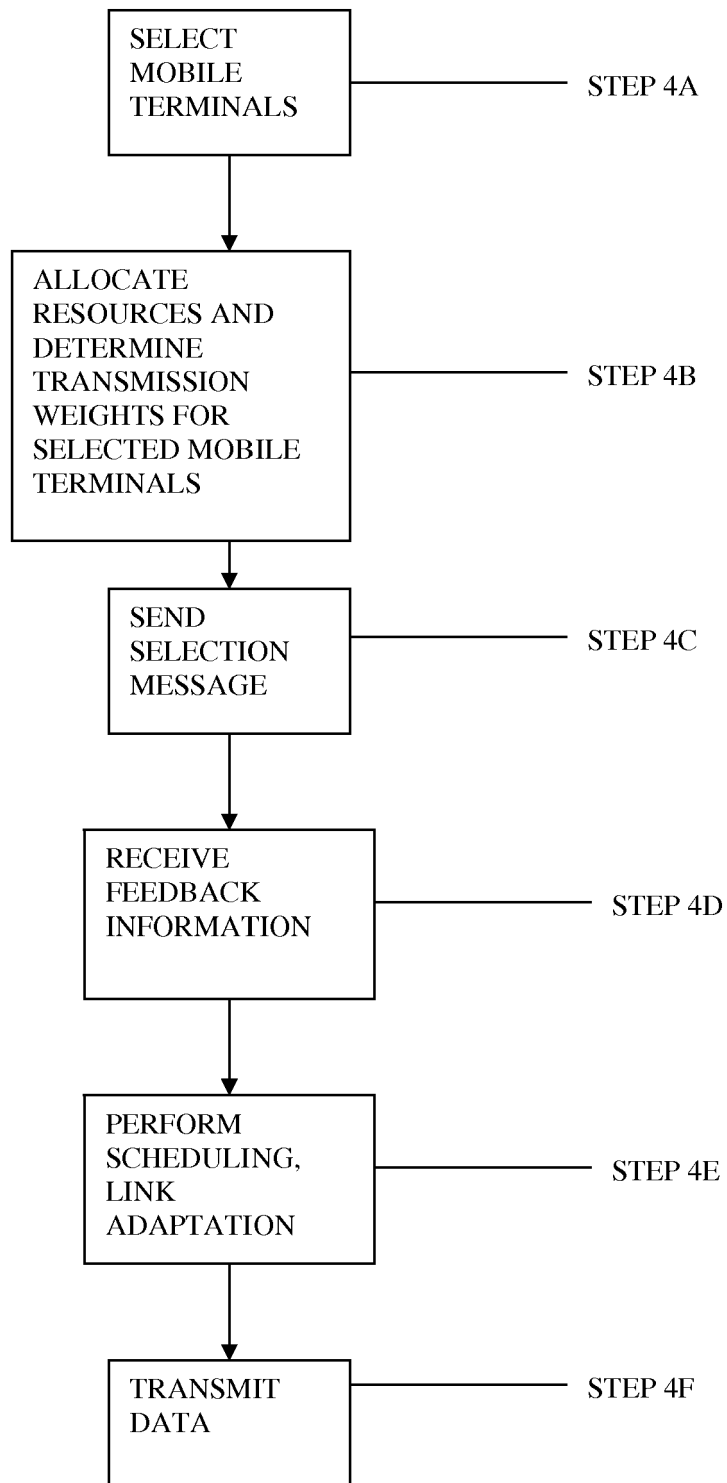 SELECT
MOBILE
TERMINALS
STEP 4A
ALLOCATE
RESOURCES AND
DETERMINE
TRANSMISSION
WEIGHTS FOR
SELECTED MOBILE
TERMINALS
STEP 4B
SEND
SELECTION
MESSAGE
STEP 4C
RECEIVE
FEEDBACK
INFORMATION
STEP 4D
PERFORM
SCHEDULING,
LINK
ADAPTATION
STEP 4E
TRANSMIT
DATA
STEP 4F